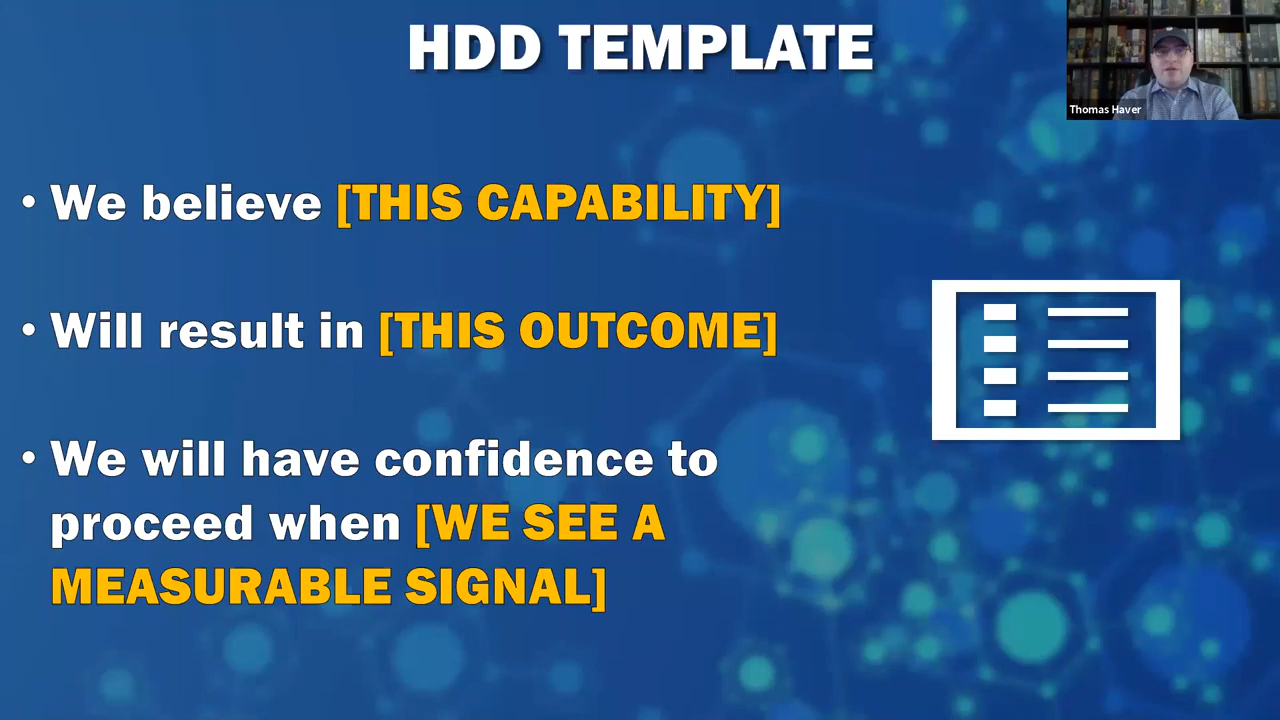 HDD TEMPLATE
Thomas Haver
• We believe [THIS CAPABILITY]
• Will result in [THIS OUTCOME]
• We will have confidence to
proceed when [WE SEE A
MEASURABLE SIGNAL]